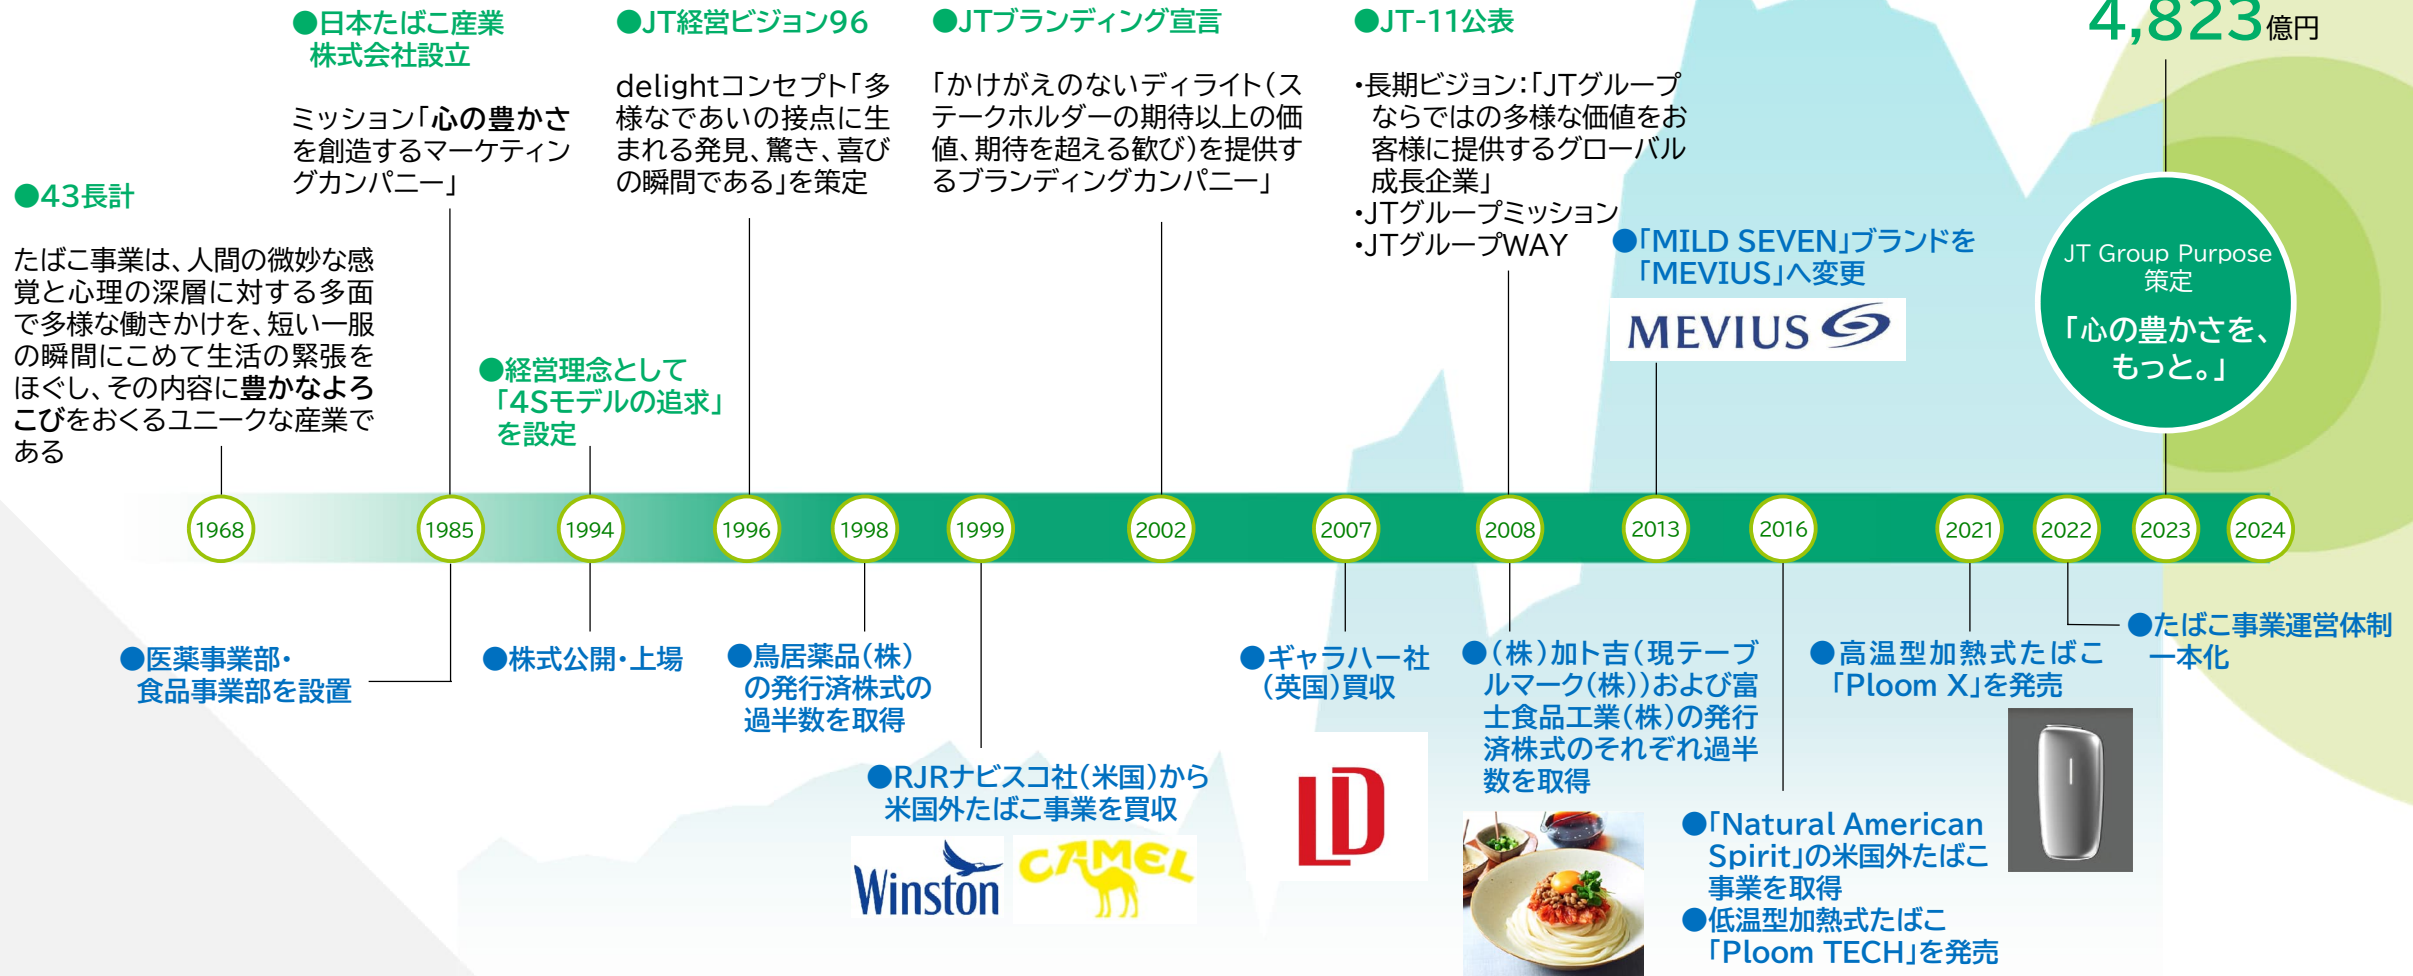 ●43長計
たばこ事業は、人間の微妙な感
覚と心理の深層に対する多面
で多様な働きかけを、短い一服
の瞬間にこめて生活の緊張を
ほぐし、その内容に豊かなよろ
こびをおくるユニークな産業で
ある
●日本たばこ産業
株式会社設立
ミッション「心の豊かさ
を創造するマーケティン
グカンパニー」
●経営理念として
「4Sモデルの追求」
を設定
●JT経営ビジョン96
delightコンセプト「多
様なであいの接点に生
まれる発見、驚き、喜び
の瞬間である」を策定
●JTブランディング宣言
「かけがえのないディライト(ス
テークホルダーの期待以上の価
値、期待を超える歓び)を提供す
るブランディングカンパニー」
●JT-11公表
・長期ビジョン:「JTグループ
ならではの多様な価値をお
客様に提供するグローバル
成長企業」
・JTグループミッション
・JTグループWAY
●「MILD SEVEN」ブランドを
「MEVIUS」へ変更
MEVIUS
4,823億円
JT Group Purpose
策定
「心の豊かさを、
もっと。」
1968
1985
1994
1996
1998
1999
2002
2007
2008
2013
2016
2021
2022
2023
2024
●医薬事業部・
食品事業部を設置
●株式公開・上場
●鳥居薬品(株)
の発行済株式の
過半数を取得
●RJRナビスコ社(米国)から
米国外たばこ事業を買収
Winston
CAMEL
●ギャラハー社
(英国)買収
LD
●(株)加ト吉(現テーブ
ルマーク(株))および富
士食品工業(株)の発行
済株式のそれぞれ過半
数を取得
●「Natural American
Spirit」の米国外たばこ
事業を取得
●低温型加熱式たばこ
「Ploom TECH」を発売
●高温型加熱式たばこ
「Ploom X」を発売
●たばこ事業運営体制
一本化